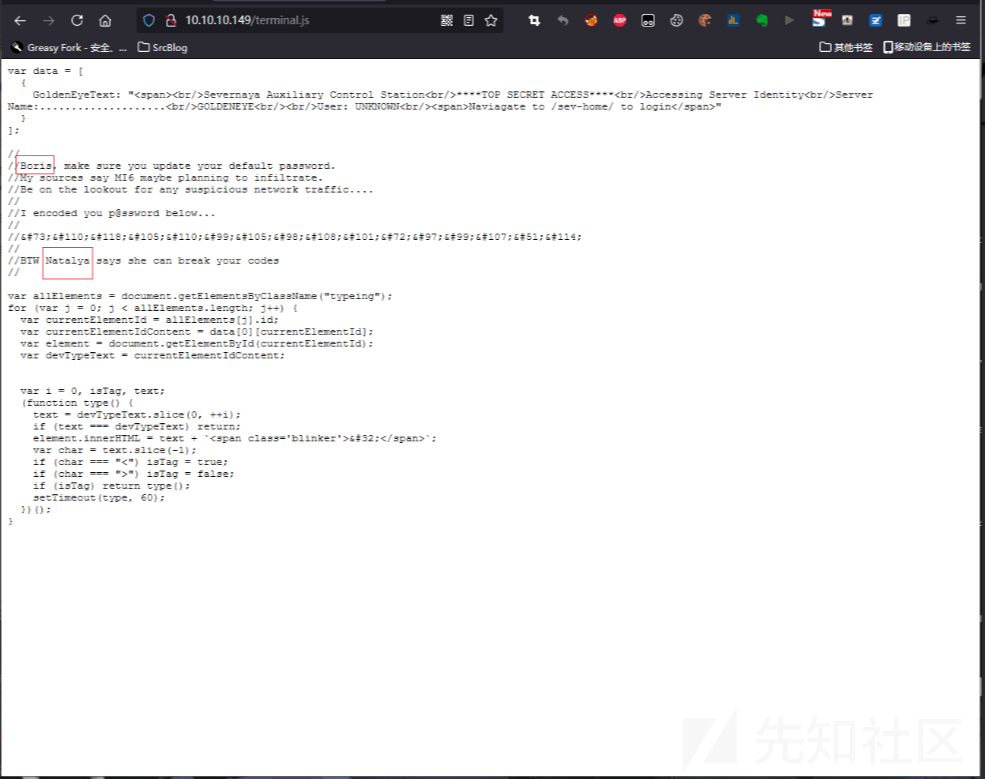 10.10.10.149/terminal.js
ABP
New
Greasy Fork - 安全、...
SrcBlog
其他书签
移动设备上的书签
var data = [
  {
    GoldenEyeText: "<span><br/>Severnaya Auxiliary Control Station<br/>****TOP SECRET ACCESS****<br/>Accessing Server Identity<br/>Server
Name:....................<br/>GOLDENEYE<br/><br/>User: UNKNOWN<br/><span>Naviagate to /sev-home/ to login</span>"
  }
];
//
//Boris, make sure you update your default password.
//My sources say MI6 maybe planning to infiltrate.
//Be on the lookout for any suspicious network traffic....
//
//I encoded you p@ssword below...
//
//&#73;&#110;&#118;&#105;&#110;&#99;&#105;&#98;&#108;&#101;&#72;&#97;&#99;&#107;&#51;&#114;
//
//BTW Natalya says she can break your codes
//
var allElements = document.getElementsByClassName("typeing");
for (var j = 0; j < allElements.length; j++) {
  var currentElementId = allElements[j].id;
  var currentElementIdContent = data[0][currentElementId];
  var element = document.getElementById(currentElementId);
  var devTypeText = currentElementIdContent;
  var i = 0, isTag, text;
  (function type() {
    text = devTypeText.slice(0, ++i);
    if (text === devTypeText) return;
    element.innerHTML = text + `<span class='blinker'>&#32;</span>`;
    var char = text.slice(-1);
    if (char === "<") isTag = true;
    if (char === ">") isTag = false;
    if (isTag) return type();
    setTimeout(type, 60);
  })();
}
先知社区